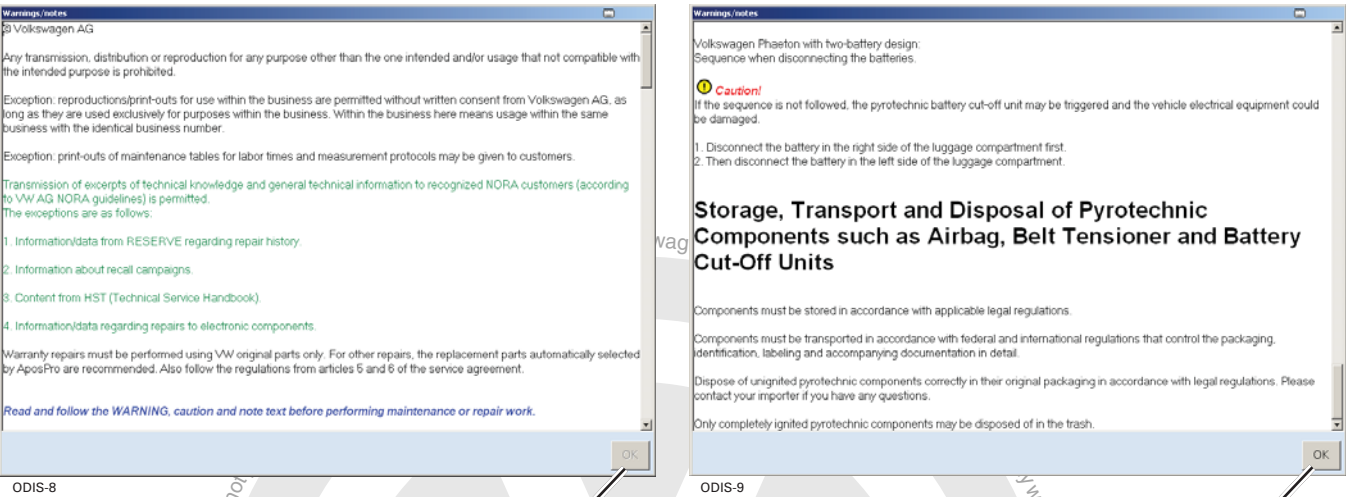 Warnings/notes
© Volkswagen AG
Any transmission, distribution or reproduction for any purpose other than the one intended and/or usage that not compatible with
the intended purpose is prohibited.
Exception: reproductions/print-outs for use within the business are permitted without written consent from Volkswagen AG, as
long as they are used exclusively for purposes within the business. Within the business here means usage within the same
business with the identical business number.
Exception: print-outs of maintenance tables for labor times and measurement protocols may be given to customers.
Transmission of excerpts of technical knowledge and general technical information to recognized NORA customers (according
to VW AG NORA guidelines) is permitted.
The exceptions are as follows:
1. Information/data from RESERVE regarding repair history.
2. Information about recall campaigns.
3. Content from HST (Technical Service Handbook).
4. Information/data regarding repairs to electronic components.
Warranty repairs must be performed using VW original parts only. For other repairs, the replacement parts automatically selected
by AposPro are recommended. Also follow the regulations from articles 5 and 6 of the service agreement.
Read and follow the WARNING, caution and note text before performing maintenance or repair work.
OK
ODIS-8
Warnings/notes
Volkswagen Phaeton with two-battery design:
Sequence when disconnecting the batteries.
Caution!
If the sequence is not followed, the pyrotechnic battery cut-off unit may be triggered and the vehicle electrical equipment could
be damaged.
1. Disconnect the battery in the right side of the luggage compartment first.
2. Then disconnect the battery in the left side of the luggage compartment.
Storage, Transport and Disposal of Pyrotechnic
Components such as Airbag, Belt Tensioner and Battery
Cut-Off Units
Components must be stored in accordance with applicable legal regulations.
Components must be transported in accordance with federal and international regulations that control the packaging,
identification, labeling and accompanying documentation in detail.
Dispose of unignited pyrotechnic components correctly in their original packaging in accordance with legal regulations. Please
contact your importer if you have any questions.
Only completely ignited pyrotechnic components may be disposed of in the trash.
OK
ODIS-9